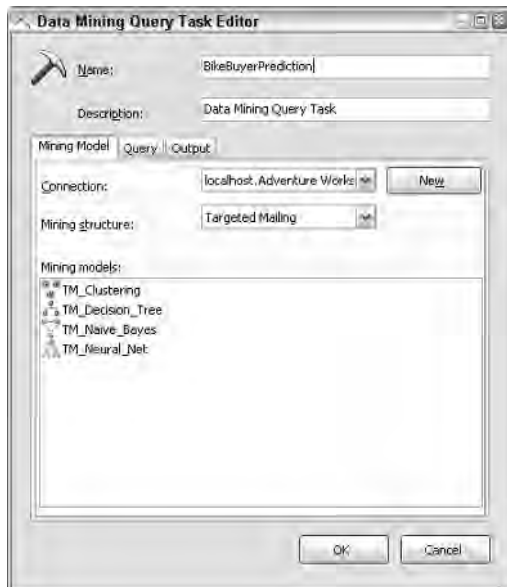 Data Mining Query Task Editor
Name: BikeBuyerPrediction
Description: Data Mining Query Task
Mining Model Query Output
Connection: localhost.Adventure Works New
Mining structure: Targeted Mailing
Mining models:
TM_Clustering
TM_Decision_Tree
TM_Naive_Bayes
TM_Neural_Net
OK Cancel